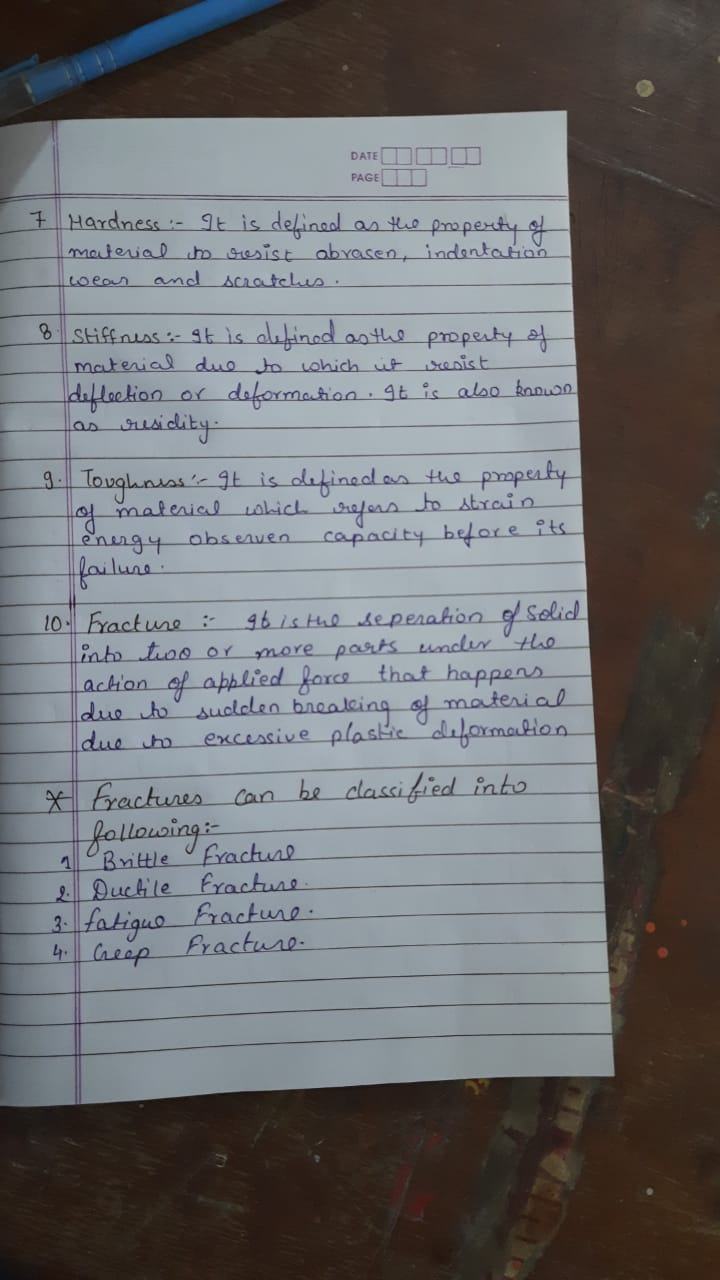 DATE
PAGE
7 Hardness :- It is defined as the property of
material to resist abrasen, indentation
wear and scratches.
8. Stiffness :- It is defined as the property of
material due to which it resist
deflection or deformation. It is also known
as residity.
9. Toughness :- It is defined as the property
of material which refers to strain
energy observen capacity before its
failure.
10. Fracture :- It is the seperation of solid
into two or more parts under the
action of applied force that happens
due to sudden breaking of material
due to excessive plastic deformation
* Fractures can be classified into
following:-
1 Brittle Fracture
2. Ductile Fracture.
3. fatigue Fracture.
4. Creep Fracture.